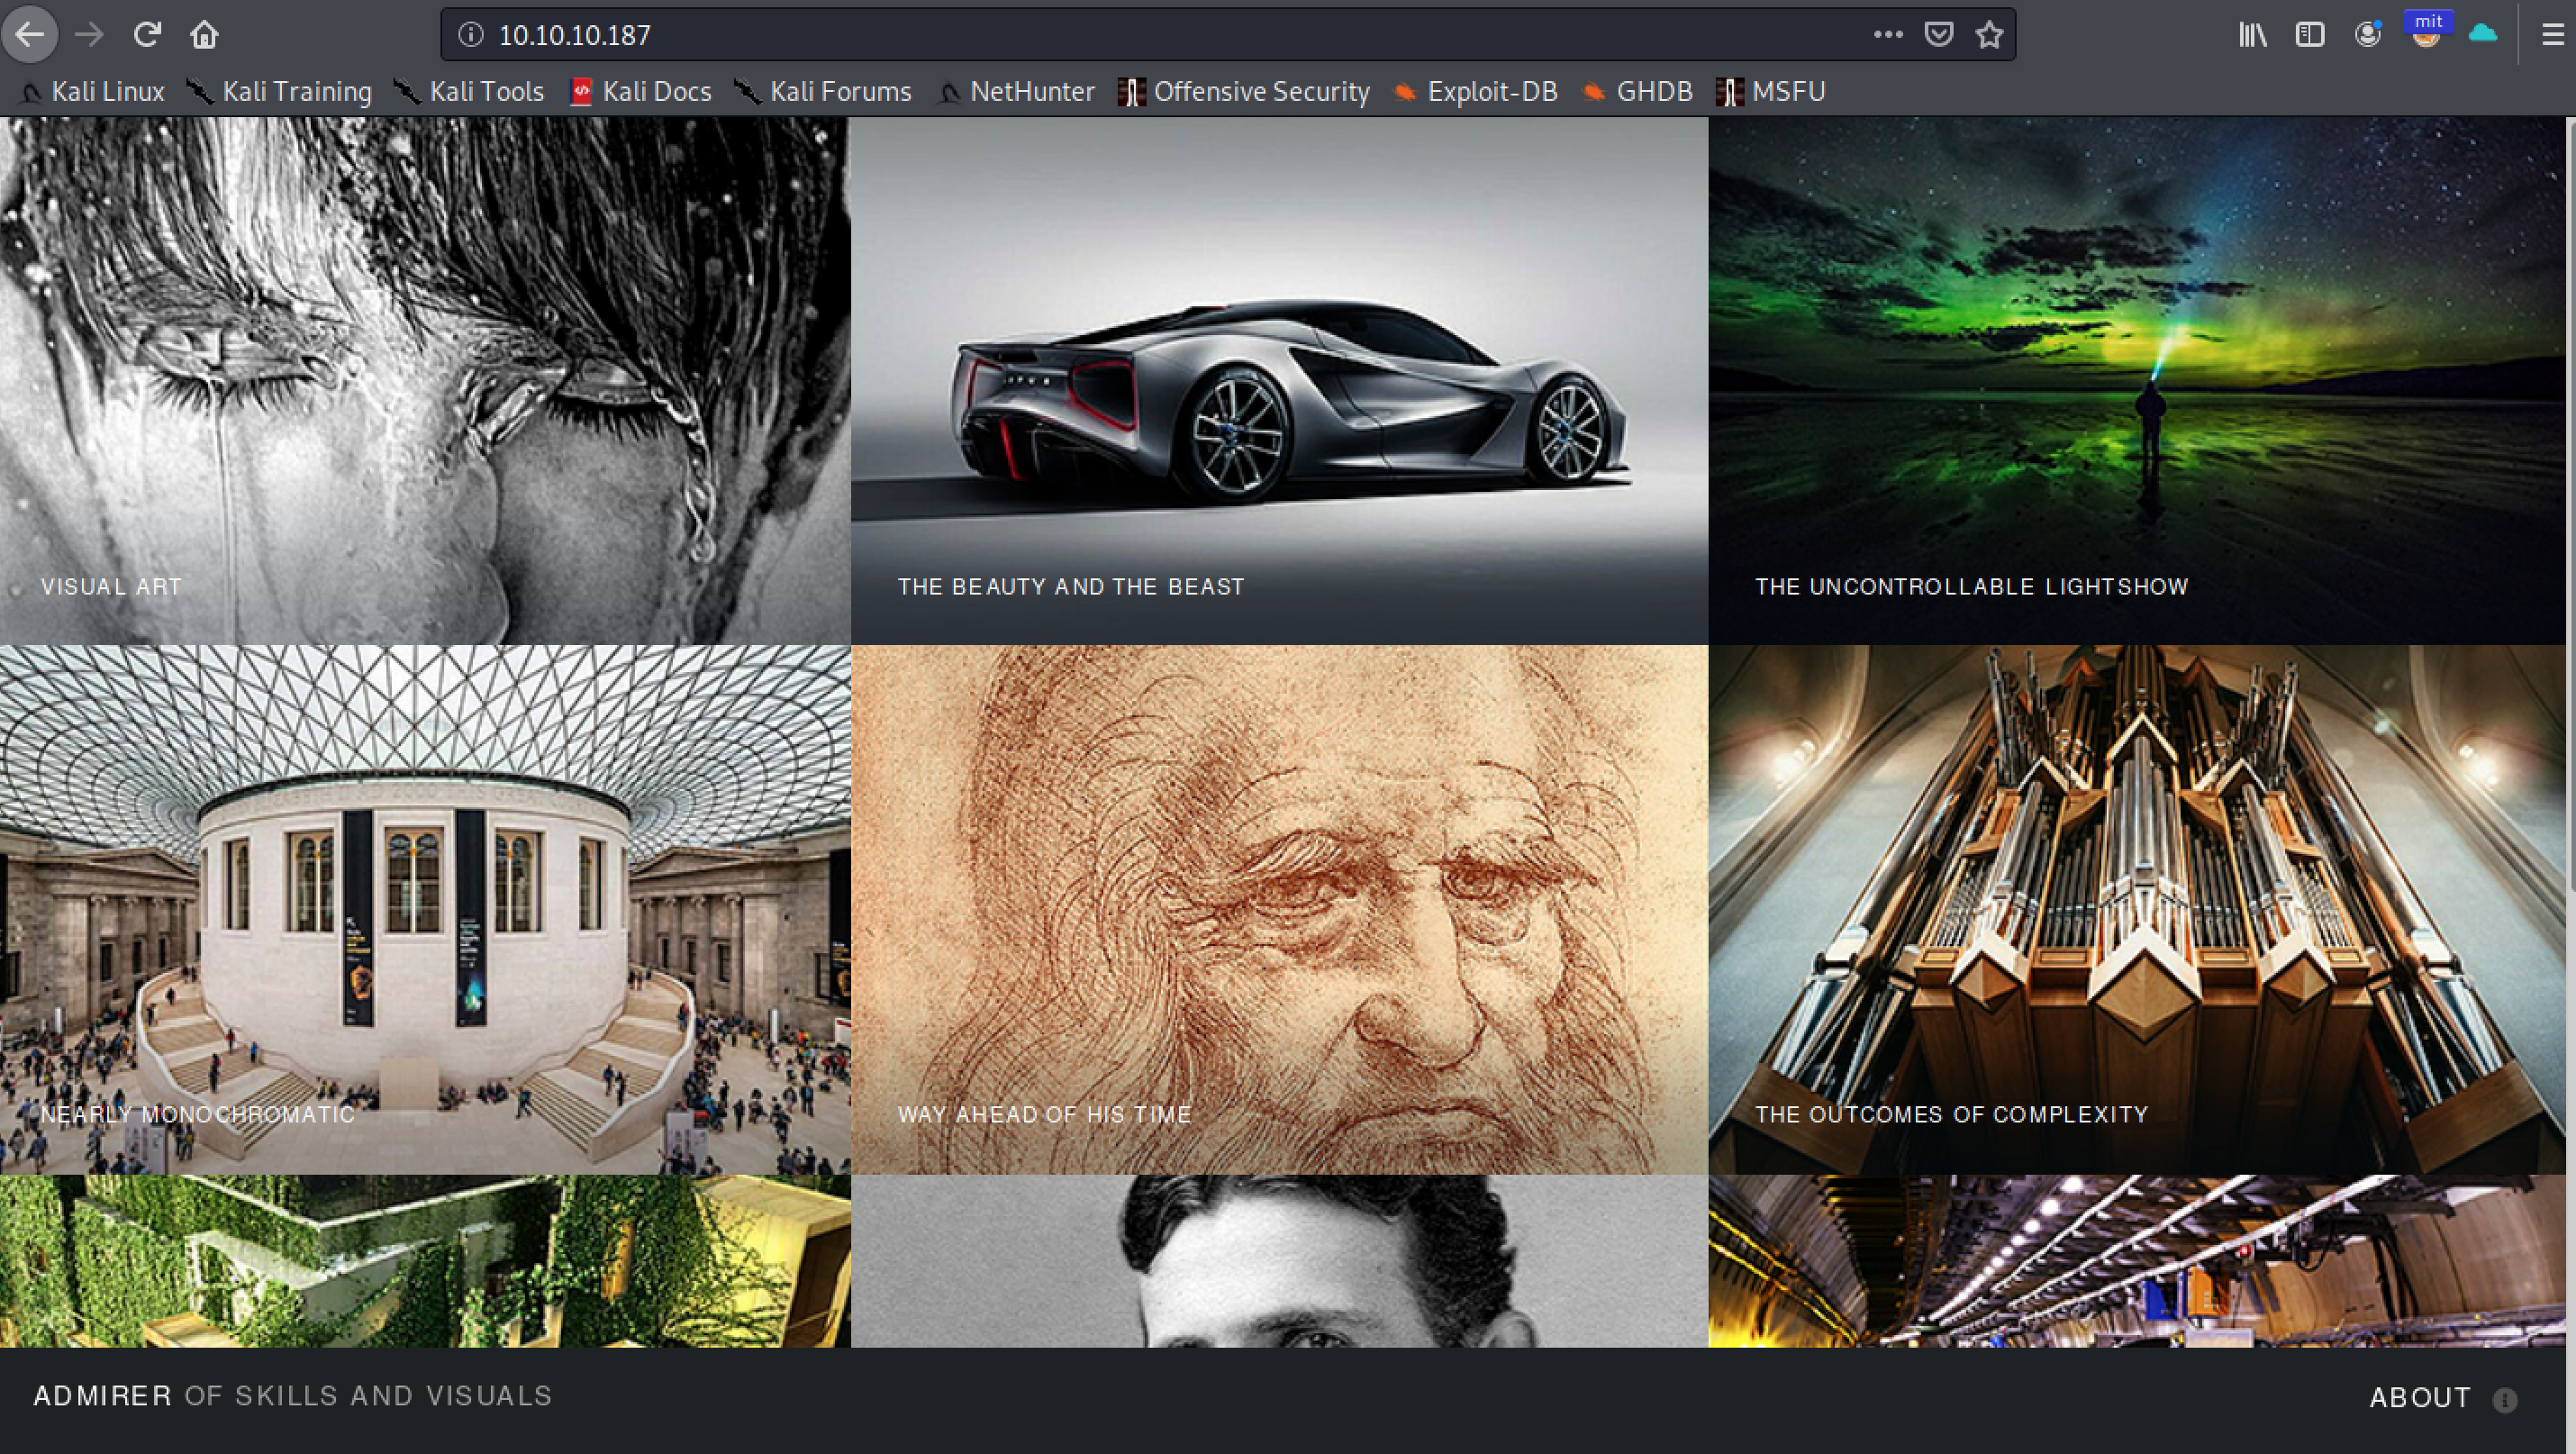 10.10.10.187
mit
Kali Linux Kali Training Kali Tools Kali Docs Kali Forums NetHunter Offensive Security Exploit-DB GHDB MSFU
VISUAL ART
THE BEAUTY AND THE BEAST
THE UNCONTROLLABLE LIGHTSHOW
NEARLY MONOCHROMATIC
WAY AHEAD OF HIS TIME
THE OUTCOMES OF COMPLEXITY
ADMIRER OF SKILLS AND VISUALS
ABOUT